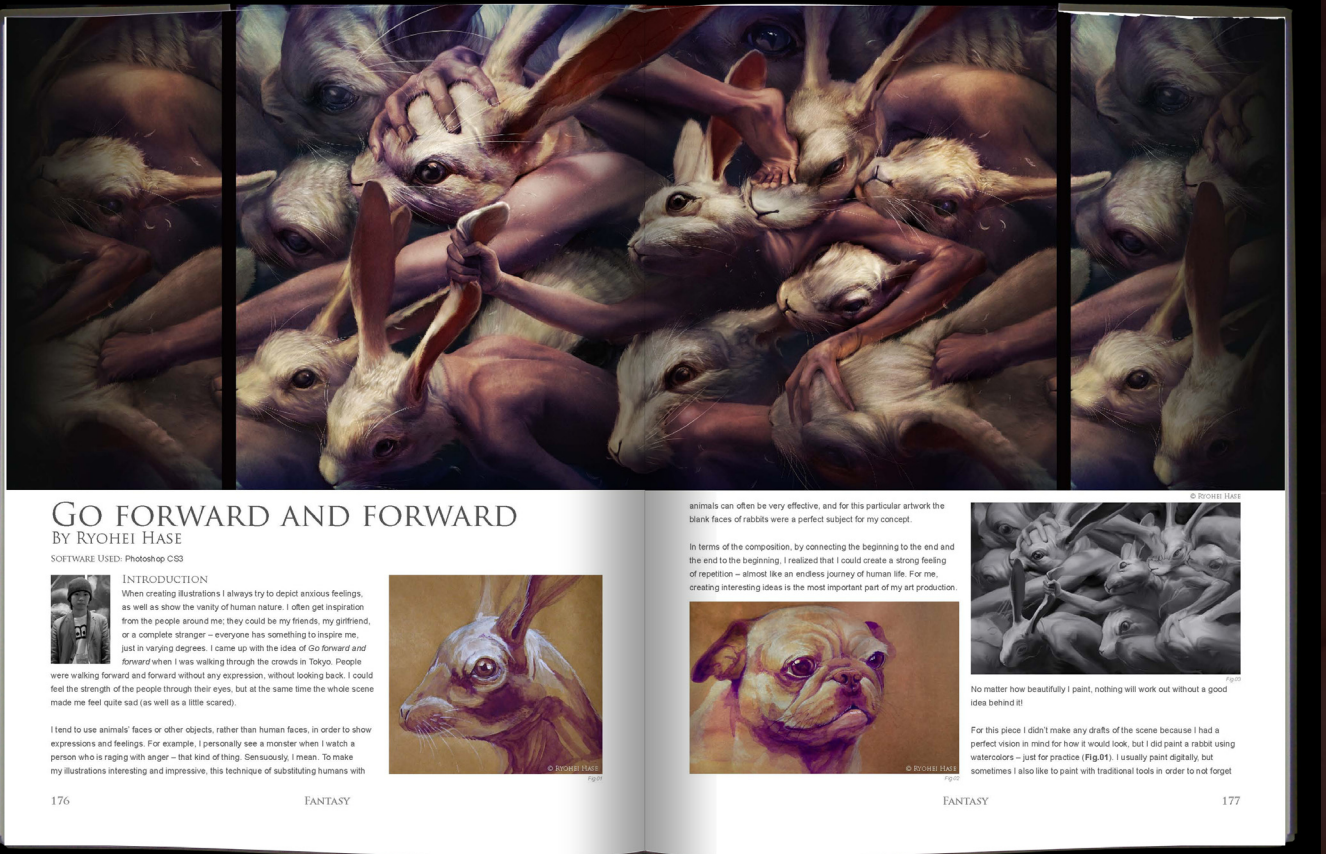 © Ryohei Hase
Go forward and forward
By Ryohei Hase
Software Used: Photoshop CS3
Introduction
When creating illustrations I always try to depict anxious feelings,
as well as show the vanity of human nature. I often get inspiration
from the people around me; they could be my friends, my girlfriend,
or a complete stranger – everyone has something to inspire me,
just in varying degrees. I came up with the idea of Go forward and
forward when I was walking through the crowds in Tokyo. People
were walking forward and forward without any expression, without looking back. I could
feel the strength of the people through their eyes, but at the same time the whole scene
made me feel quite sad (as well as a little scared).
I tend to use animals' faces or other objects, rather than human faces, in order to show
expressions and feelings. For example, I personally see a monster when I watch a
person who is raging with anger – that kind of thing. Sensuously, I mean. To make
my illustrations interesting and impressive, this technique of substituting humans with
© Ryohei Hase
Fig.01
176
Fantasy
animals can often be very effective, and for this particular artwork the
blank faces of rabbits were a perfect subject for my concept.
In terms of the composition, by connecting the beginning to the end and
the end to the beginning, I realized that I could create a strong feeling
of repetition – almost like an endless journey of human life. For me,
creating interesting ideas is the most important part of my art production.
© Ryohei Hase
Fig.02
Fig.03
No matter how beautifully I paint, nothing will work out without a good
idea behind it!
For this piece I didn't make any drafts of the scene because I had a
perfect vision in mind for how it would look, but I did paint a rabbit using
watercolors – just for practice (Fig.01). I usually paint digitally, but
sometimes I also like to paint with traditional tools in order to not forget
Fantasy
177